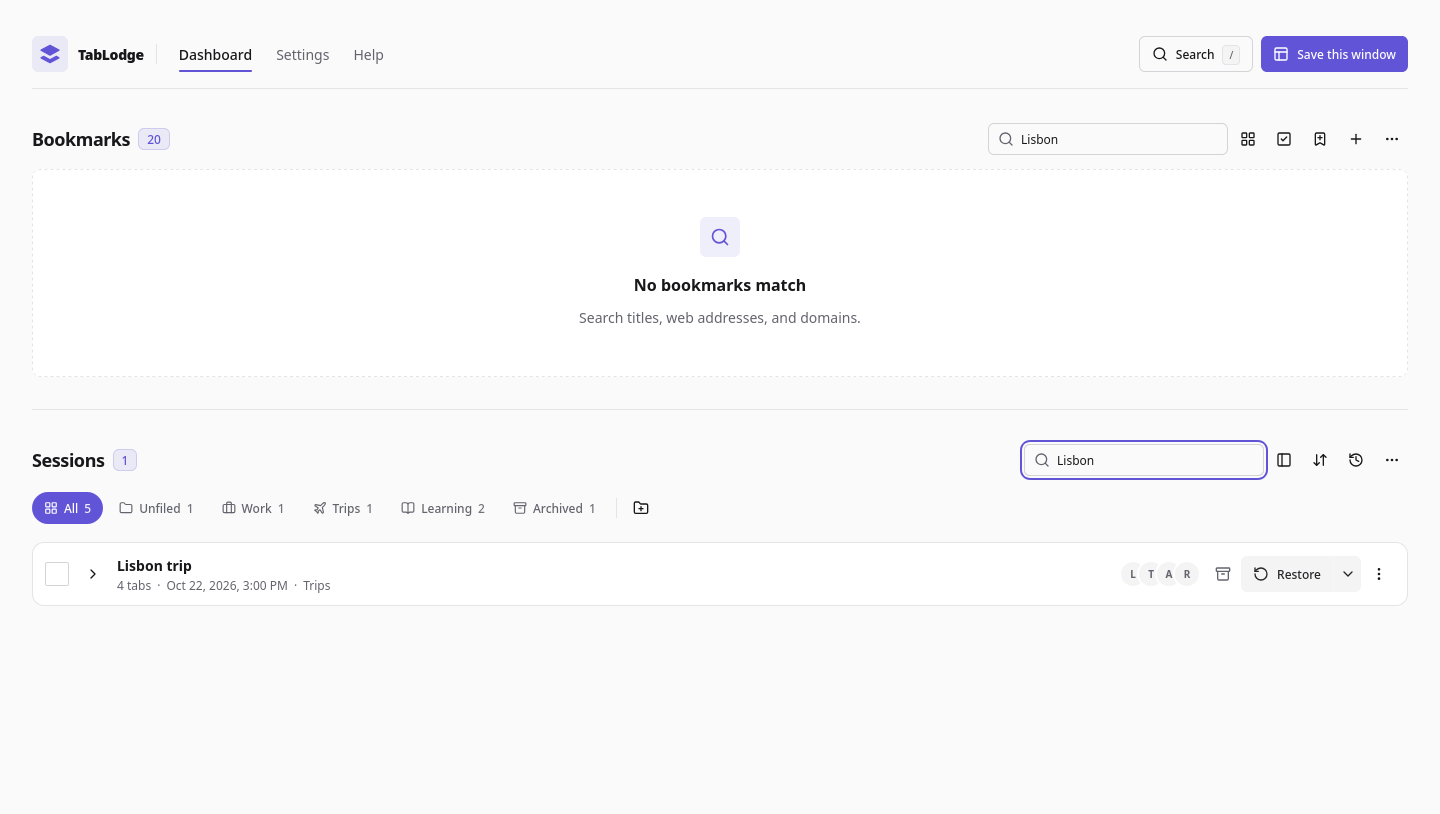 TabLodge
Dashboard Settings Help
Search /
Save this window
Bookmarks 20
Lisbon
No bookmarks match
Search titles, web addresses, and domains.
Sessions 1
Lisbon
All 5 Unfiled 1 Work 1 Trips 1 Learning 2 Archived 1
Lisbon trip
4 tabs · Oct 22, 2026, 3:00 PM · Trips
L T A R
Restore